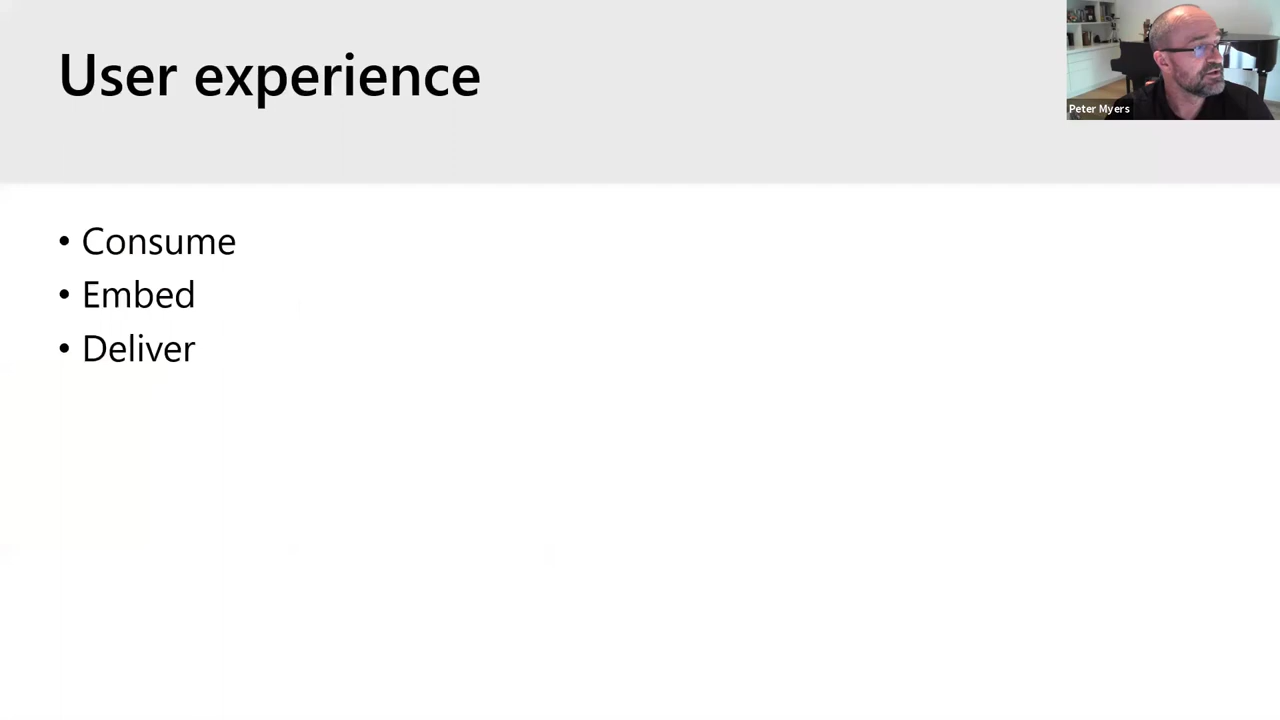 User experience
Peter Myers
• Consume
• Embed
• Deliver